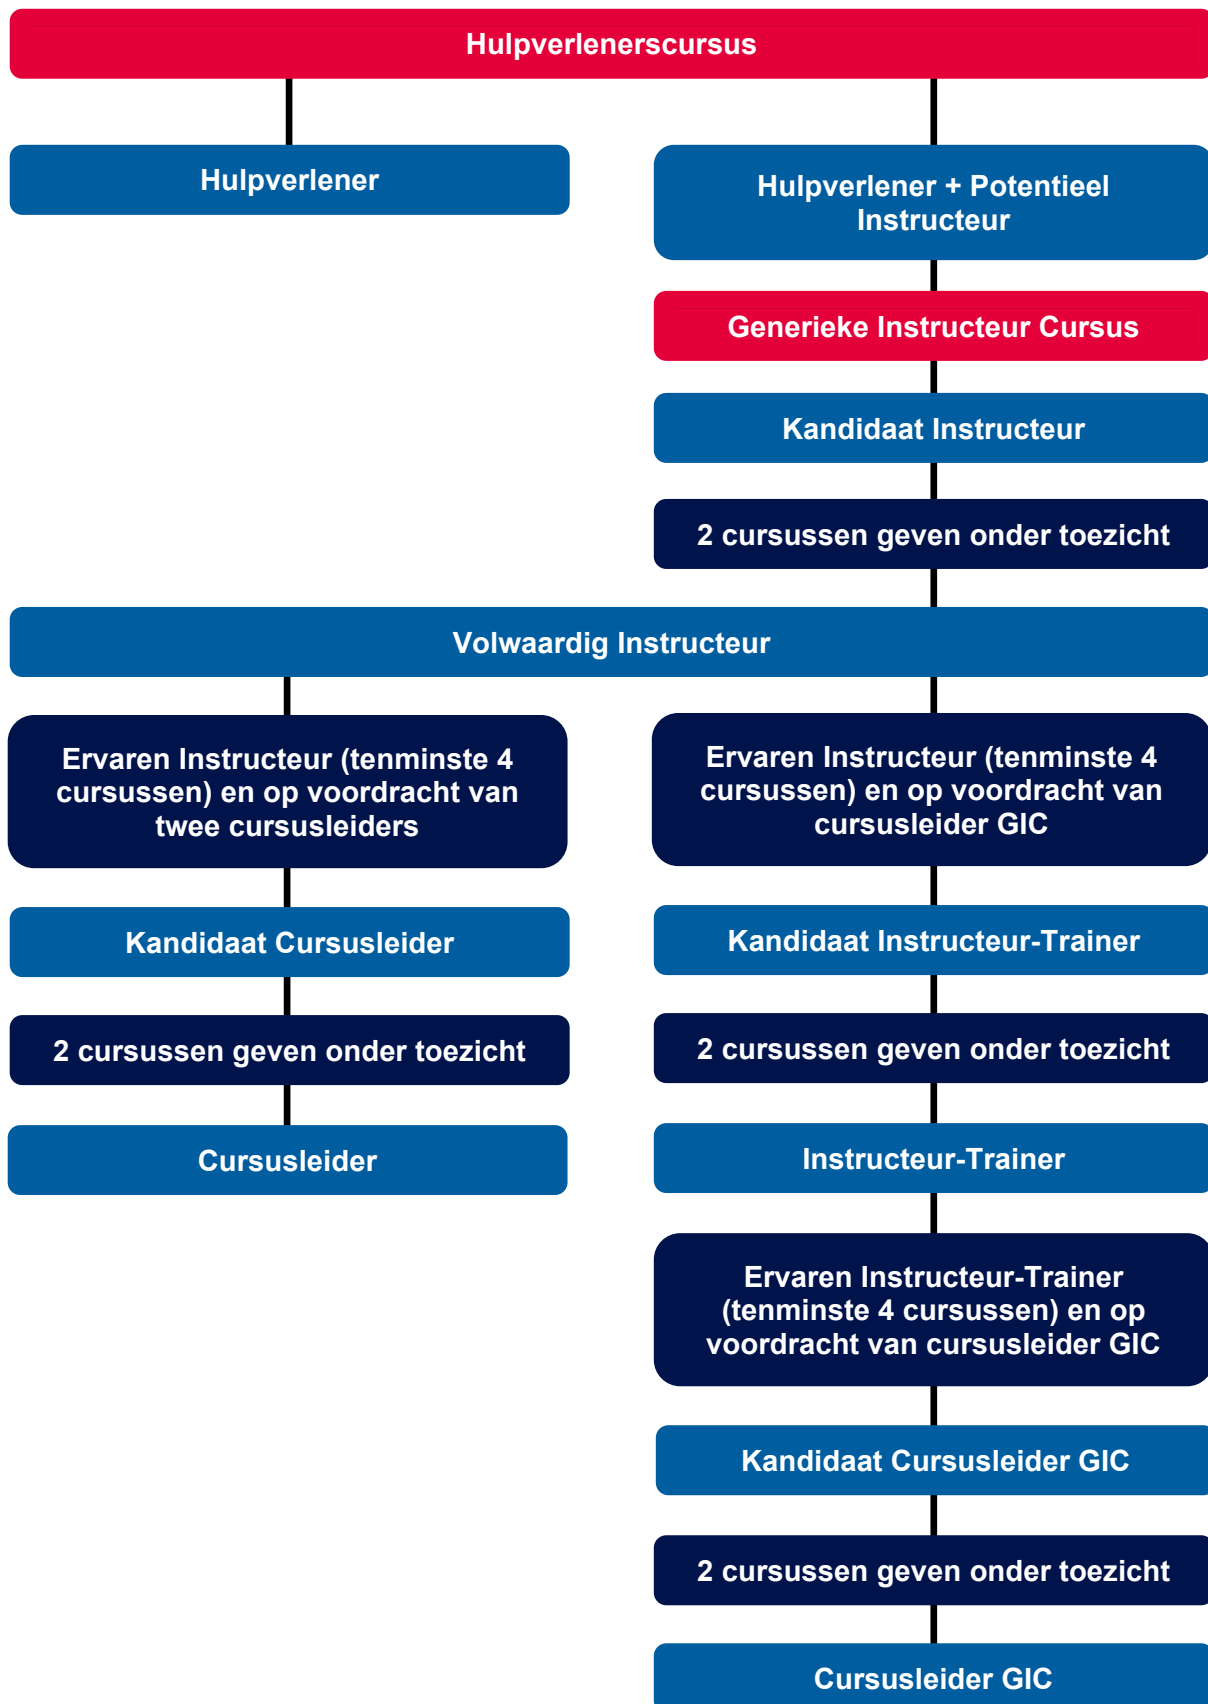 Hulpverlenerscursus
Hulpverlener
Hulpverlener + Potentieel
Instructeur
Generieke Instructeur Cursus
Kandidaat Instructeur
2 cursussen geven onder toezicht
Volwaardig Instructeur
Ervaren Instructeur (tenminste 4
cursussen) en op voordracht van
twee cursusleiders
Kandidaat Cursusleider
2 cursussen geven onder toezicht
Cursusleider
Ervaren Instructeur (tenminste 4
cursussen) en op voordracht van
cursusleider GIC
Kandidaat Instructeur-Trainer
2 cursussen geven onder toezicht
Instructeur-Trainer
Ervaren Instructeur-Trainer
(tenminste 4 cursussen) en op
voordracht van cursusleider GIC
Kandidaat Cursusleider GIC
2 cursussen geven onder toezicht
Cursusleider GIC